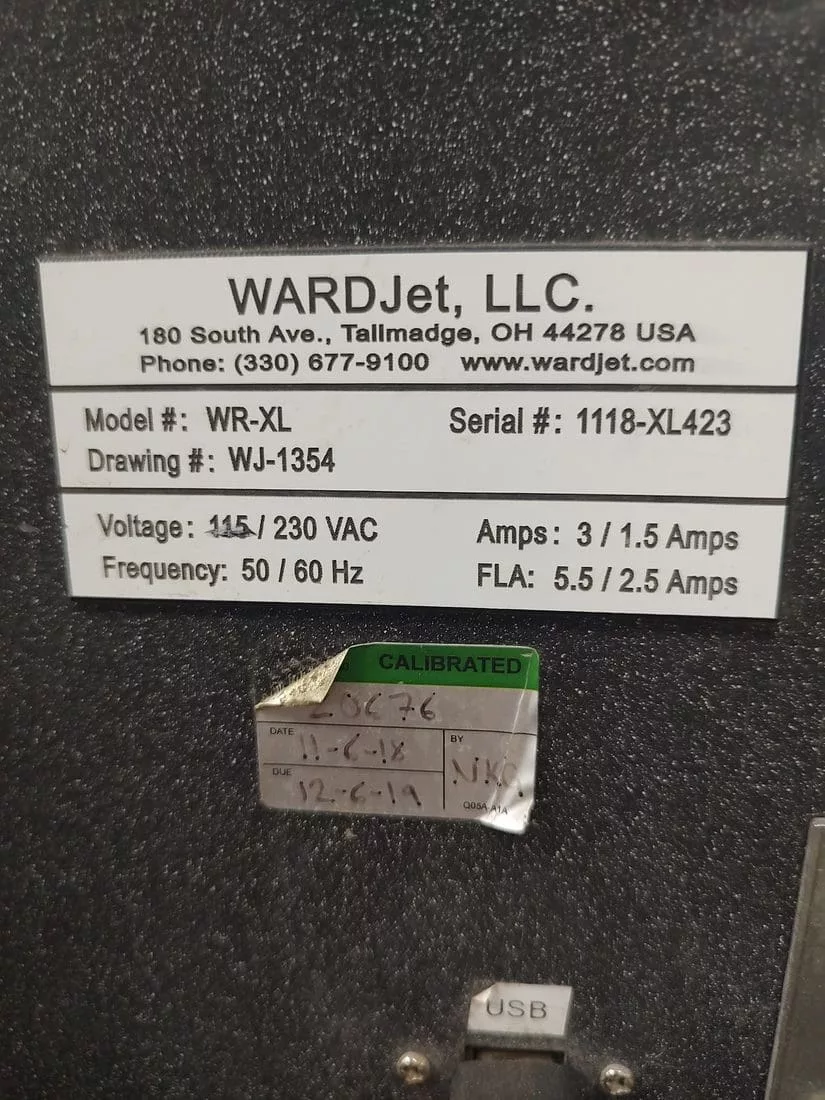 WARDJet, LLC.
180 South Ave., Tallmadge, OH 44278 USA
Phone: (330) 677-9100 www.wardjet.com
Model #: WR-XL Serial #: 1118-XL423
Drawing #: WJ-1354
Voltage: 115 / 230 VAC Amps: 3 / 1.5 Amps
Frequency: 50 / 60 Hz FLA: 5.5 / 2.5 Amps
CALIBRATED
DATE 11-6-18 BY
DUE 12-6-19
Q05A A1A
USB